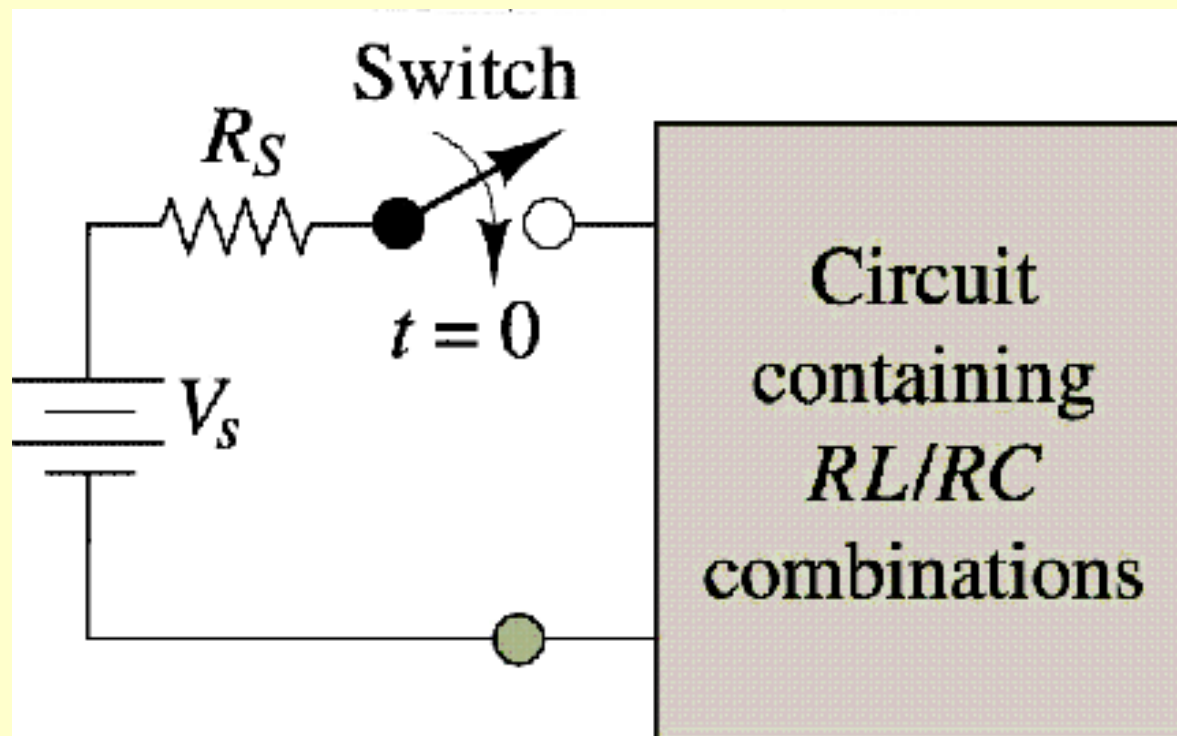 Switch
R_S
t = 0
V_s
Circuit
containing
RL/RC
combinations